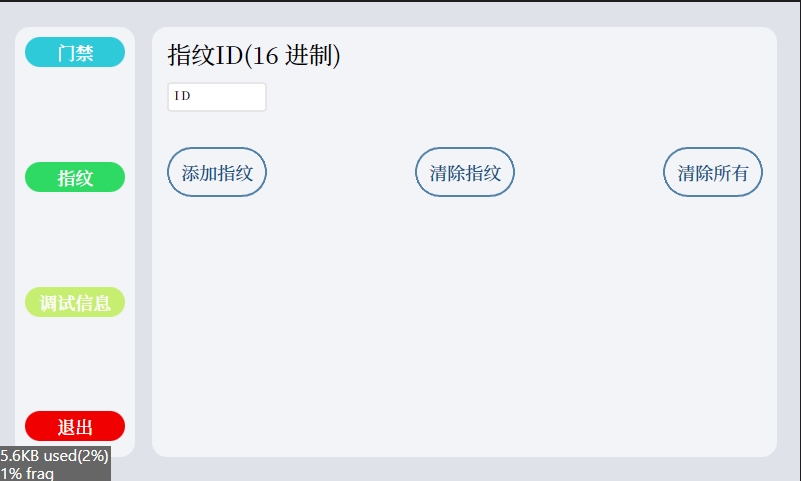 门禁
指纹
调试信息
退出
指纹ID(16 进制)
ID
添加指纹
清除指纹
清除所有
5.6KB used(2%)
1% frag